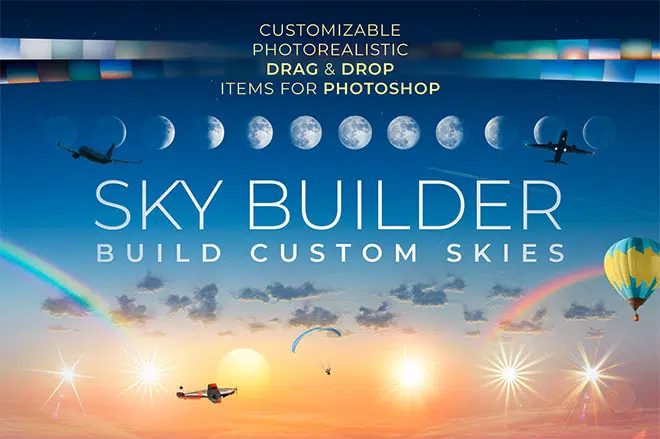 CUSTOMIZABLE
PHOTOREALISTIC
DRAG & DROP
ITEMS FOR PHOTOSHOP
SKY BUILDER
BUILD CUSTOM SKIES